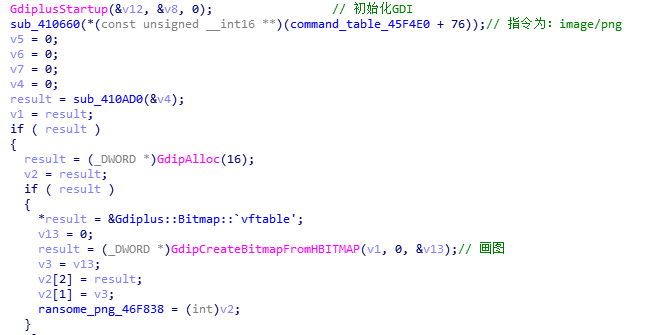 GdiplusStartup(&v12, &v8, 0);                    // 初始化GDI
sub_410660(*(const unsigned __int16 **)(command_table_45F4E0 + 76));// 指令为：image/png
v5 = 0;
v6 = 0;
v7 = 0;
v4 = 0;
result = sub_410AD0(&v4);
v1 = result;
if ( result )
{
  result = (_DWORD *)GdipAlloc(16);
  v2 = result;
  if ( result )
  {
    *result = &Gdiplus::Bitmap::`vftable';
    v13 = 0;
    result = (_DWORD *)GdipCreateBitmapFromHBITMAP(v1, 0, &v13);// 画图
    v3 = v13;
    v2[2] = result;
    v2[1] = v3;
    ransome_png_46F838 = (int)v2;
  }